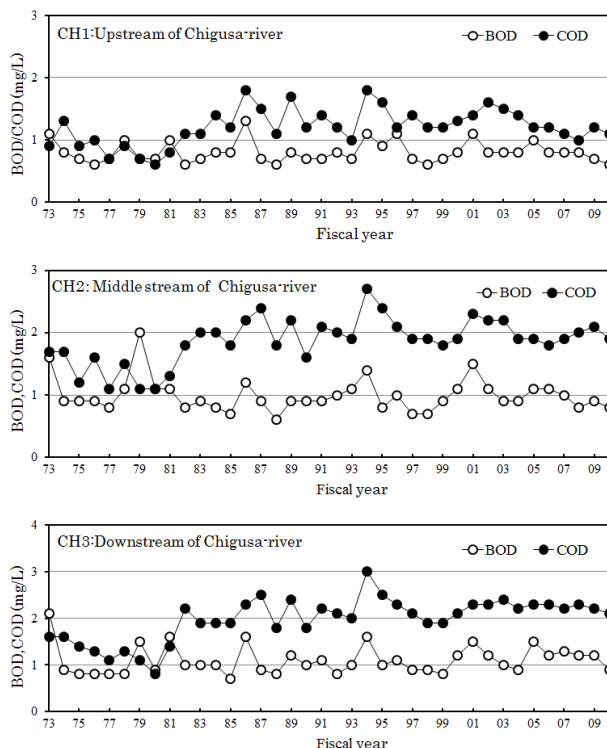 3
CH1:Upstream of Chigusa-river
BOD COD
2
1
0
BOD/COD (mg/L)
73 75 77 79 81 83 85 87 89 91 93 95 97 99 01 03 05 07 09
Fiscal year
3
CH2: Middle stream of Chigusa-river
BOD COD
2
1
0
BOD,COD (mg/L)
73 75 77 79 81 83 85 87 89 91 93 95 97 99 01 03 05 07 09
Fiscal year
4
CH3:Downstream of Chigusa-river
BOD COD
3
2
1
0
BOD,COD (mg/L)
73 75 77 79 81 83 85 87 89 91 93 95 97 99 01 03 05 07 09
Fiscal year